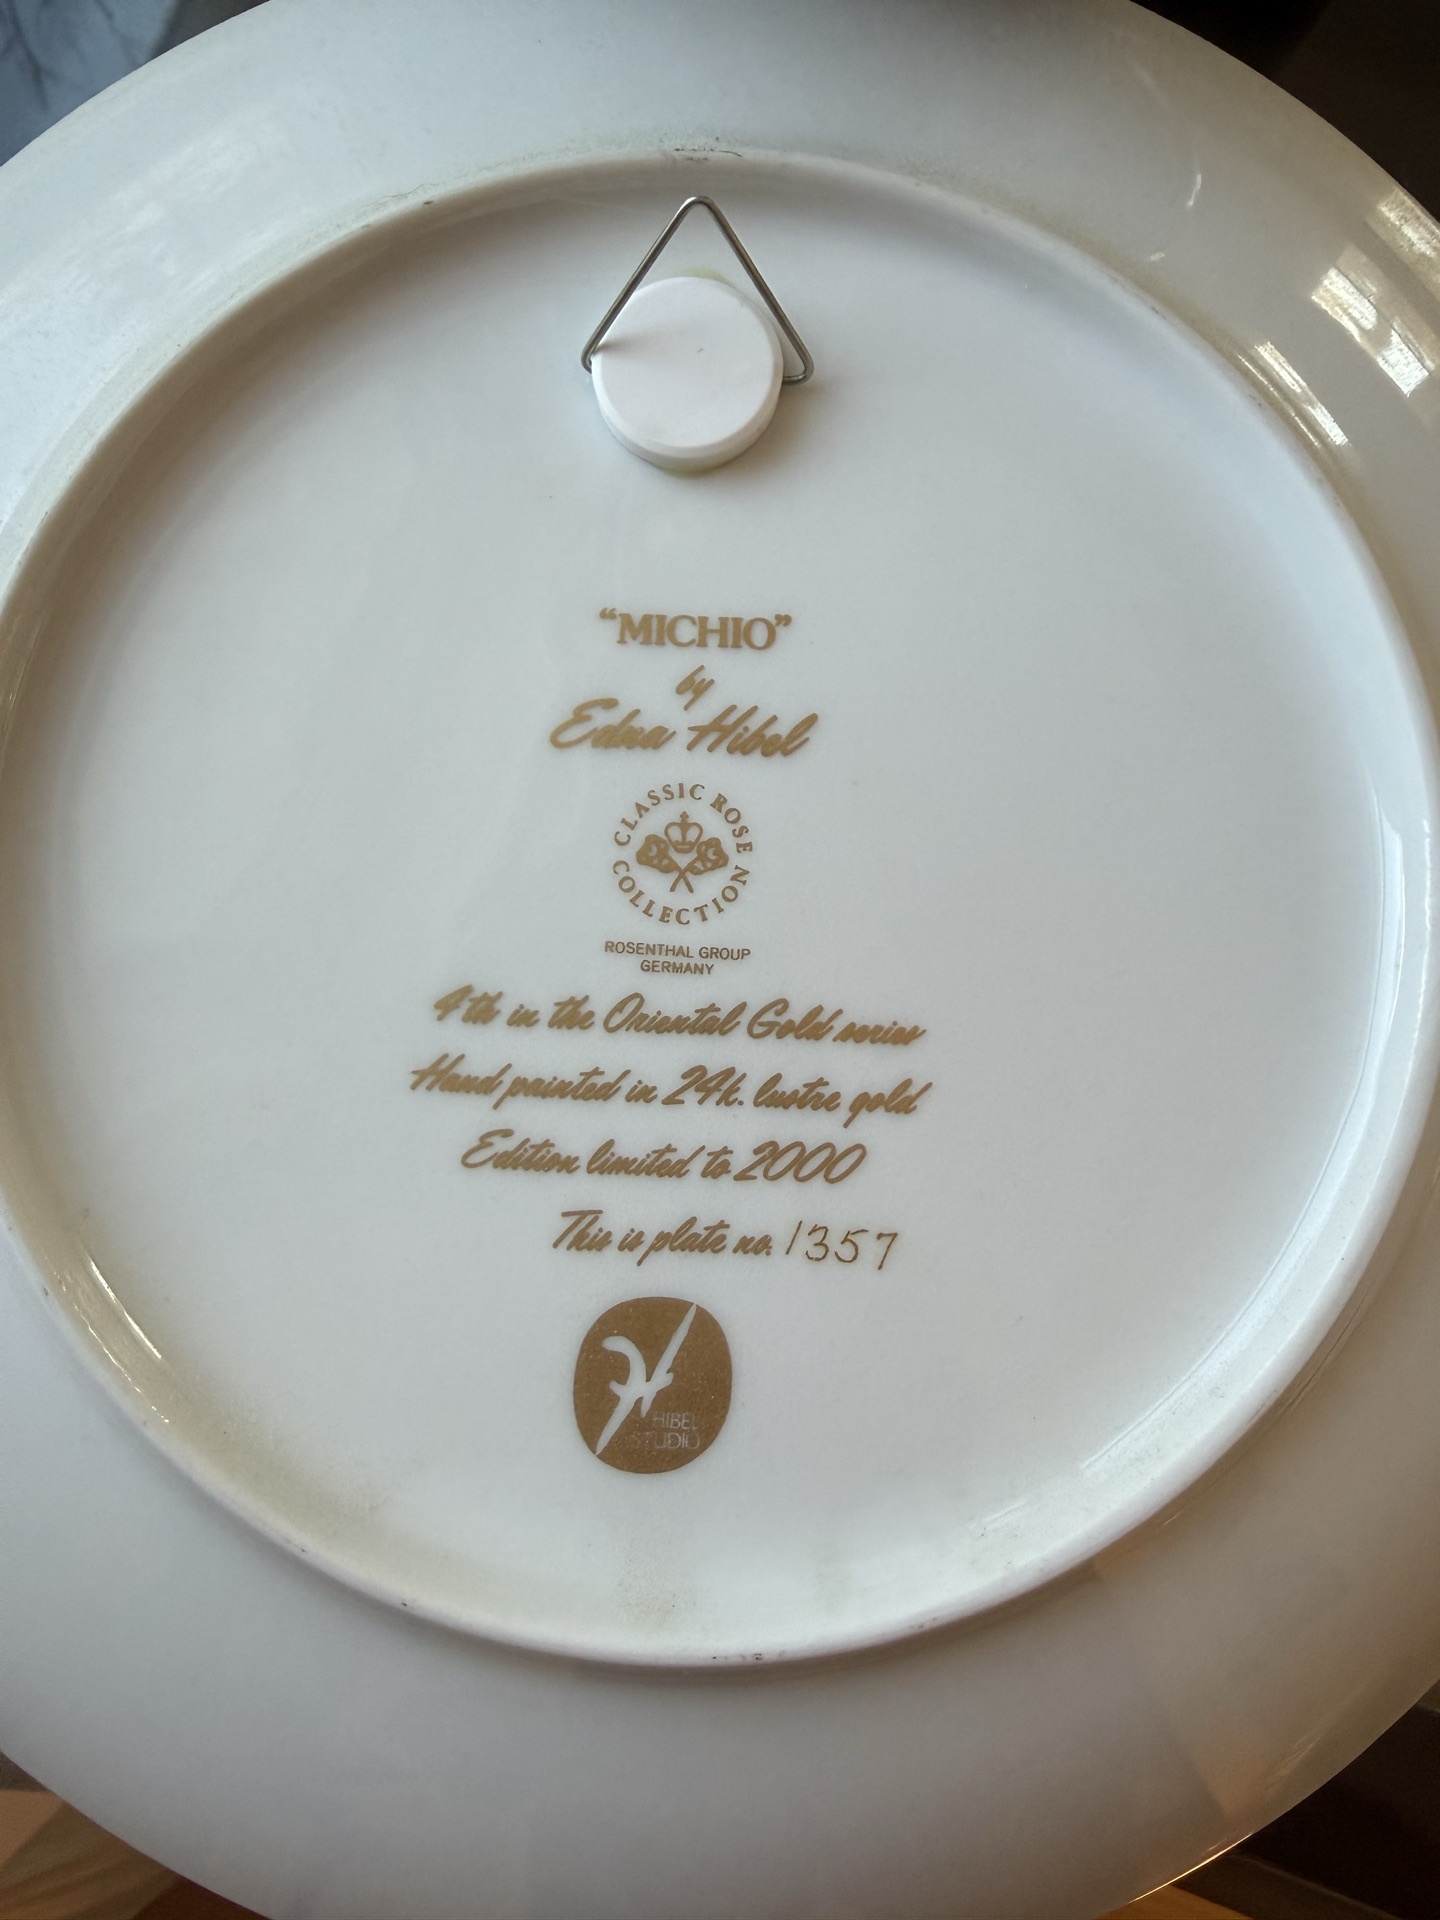 “MICHIO”
by
Edna Hibel
CLASSIC ROSE
COLLECTION
ROSENTHAL GROUP
GERMANY
4th in the Oriental Gold series
Hand painted in 24k. lustre gold
Edition limited to 2000
This is plate no. 1357
HIBEL
STUDIO